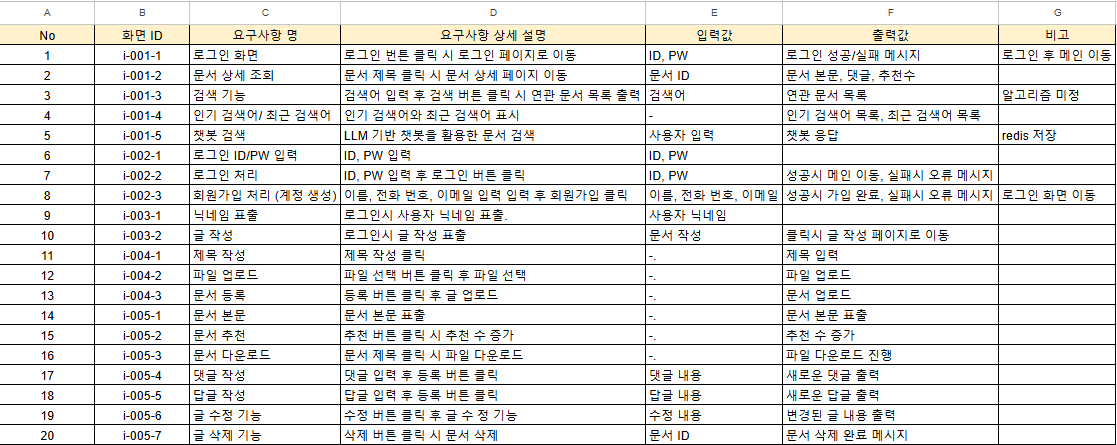 A B C D E F G
No 화면 ID 요구사항 명 요구사항 상세 설명 입력값 출력값 비고
1 i-001-1 로그인 화면 로그인 번튼 클릭 시 로그인 페이지로 이동 ID, PW 로그인 성공/실패 메시지 로그인 후 메인 이동
2 i-001-2 문서 상세 조회 문서 제목 클릭 시 문서 상세 페이지 이동 문서 ID 문서 본문, 댓글, 추천수
3 i-001-3 검색 기능 검색어 입력 후 검색 버튼 클릭 시 연관 문서 목록 출력 검색어 연관 문서 목록 알고리즘 미정
4 i-001-4 인기 검색어/ 최근 검색어 인기 검색어와 최근 검색어 표시 - 인기 검색어 목록, 최근 검색어 목록
5 i-001-5 챗봇 검색 LLM 기반 챗봇을 활용한 문서 검색 사용자 입력 챗봇 응답 redis 저장
6 i-002-1 로그인 ID/PW 입력 ID, PW 입력 ID, PW
7 i-002-2 로그인 처리 ID, PW 입력 후 로그인 버튼 클릭 성공시 메인 이동, 실패시 오류 메시지
8 i-002-3 회원가입 처리 (계정 생성) 이름, 전화 번호, 이메일 입력 입력 후 회원가입 클릭 이름, 전화 번호, 이메일 성공시 가입 완료, 실패시 오류 메시지 로그인 화면 이동
9 i-003-1 닉네임 표출 로그인시 사용자 닉네임 표출. 사용자 닉네임
10 i-003-2 글 작성 로그인시 글 작성 표출 문서 작성 클릭시 글 작성 페이지로 이동
11 i-004-1 제목 작성 제목 작성 클릭 -. 제목 입력
12 i-004-2 파일 업로드 파일 선택 버튼 클릭 후 파일 선택 -. 파일 업로드
13 i-004-3 문서 등록 등록 버튼 클릭 후 글 업로드 -. 문서 업로드
14 i-005-1 문서 본문 문서 본문 표출 -. 문서 본문 표출
15 i-005-2 문서 추천 추천 버튼 클릭 시 추천 수 증가 -. 추천 수 증가
16 i-005-3 문서 다운로드 문서 제목 클릭 시 파일 다운로드 -. 파일 다운로드 진행
17 i-005-4 댓글 작성 댓글 입력 후 등록 버튼 클릭 댓글 내용 새로운 댓글 출력
18 i-005-5 답글 작성 답글 입력 후 등록 버튼 클릭 답글 내용 새로운 답글 출력
19 i-005-6 글 수정 기능 수정 버튼 클릭 후 글 수 정 기능 수정 내용 변경된 글 내용 출력
20 i-005-7 글 삭제 기능 삭제 버튼 클릭 시 문서 삭제 문서 ID 문서 삭제 완료 메시지